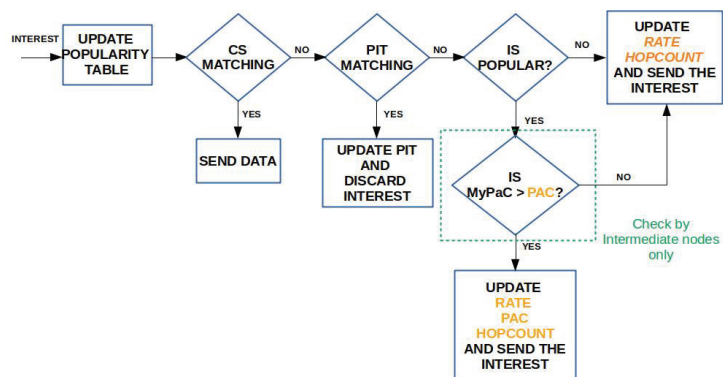 INTEREST
UPDATE
POPULARITY
TABLE
CS
MATCHING
NO
PIT
MATCHING
NO
IS
POPULAR?
NO
UPDATE
RATE
HOPCOUNT
AND SEND THE
INTEREST
YES
SEND DATA
YES
UPDATE PIT
AND
DISCARD
INTEREST
YES
IS
MyPaC > PAC?
NO
Check by
Intermediate nodes
only
YES
UPDATE
RATE
PAC
HOPCOUNT
AND SEND THE
INTEREST